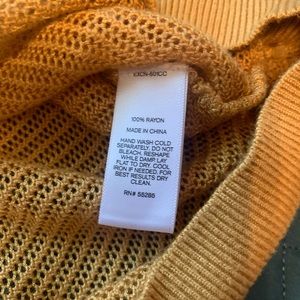 100% RAYON
MADE IN CHINA
HAND WASH COLD
SEPARATELY. DO NOT
BLEACH. RESHAPE
WHILE DAMP. LAY
FLAT TO DRY. COOL
IRON IF NEEDED. FOR
BEST RESULTS DRY
CLEAN.
RN# 55285